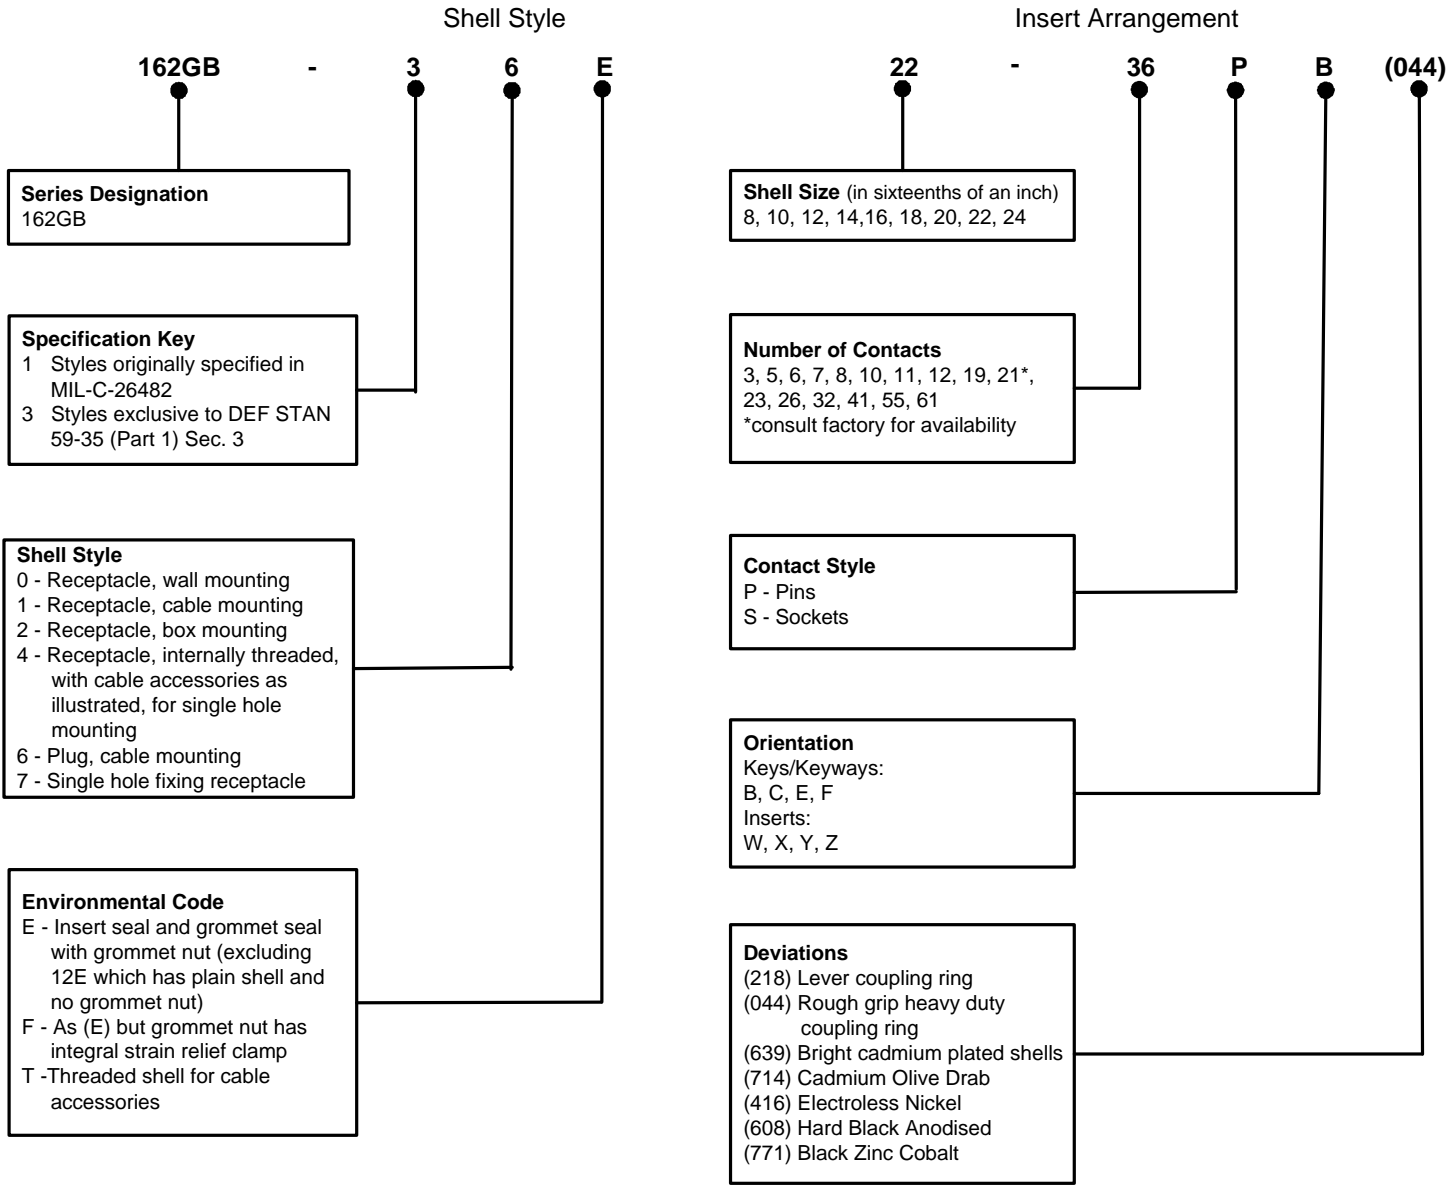 Shell Style
Insert Arrangement
162GB - 3 6 E
22 - 36 P B (044)
Series Designation
162GB
Specification Key
1 Styles originally specified in
MIL-C-26482
3 Styles exclusive to DEF STAN
59-35 (Part 1) Sec. 3
Shell Style
0 - Receptacle, wall mounting
1 - Receptacle, cable mounting
2 - Receptacle, box mounting
4 - Receptacle, internally threaded,
with cable accessories as
illustrated, for single hole
mounting
6 - Plug, cable mounting
7 - Single hole fixing receptacle
Environmental Code
E - Insert seal and grommet seal
with grommet nut (excluding
12E which has plain shell and
no grommet nut)
F - As (E) but grommet nut has
integral strain relief clamp
T -Threaded shell for cable
accessories
Shell Size (in sixteenths of an inch)
8, 10, 12, 14,16, 18, 20, 22, 24
Number of Contacts
3, 5, 6, 7, 8, 10, 11, 12, 19, 21*,
23, 26, 32, 41, 55, 61
*consult factory for availability
Contact Style
P - Pins
S - Sockets
Orientation
Keys/Keyways:
B, C, E, F
Inserts:
W, X, Y, Z
Deviations
(218) Lever coupling ring
(044) Rough grip heavy duty
coupling ring
(639) Bright cadmium plated shells
(714) Cadmium Olive Drab
(416) Electroless Nickel
(608) Hard Black Anodised
(771) Black Zinc Cobalt